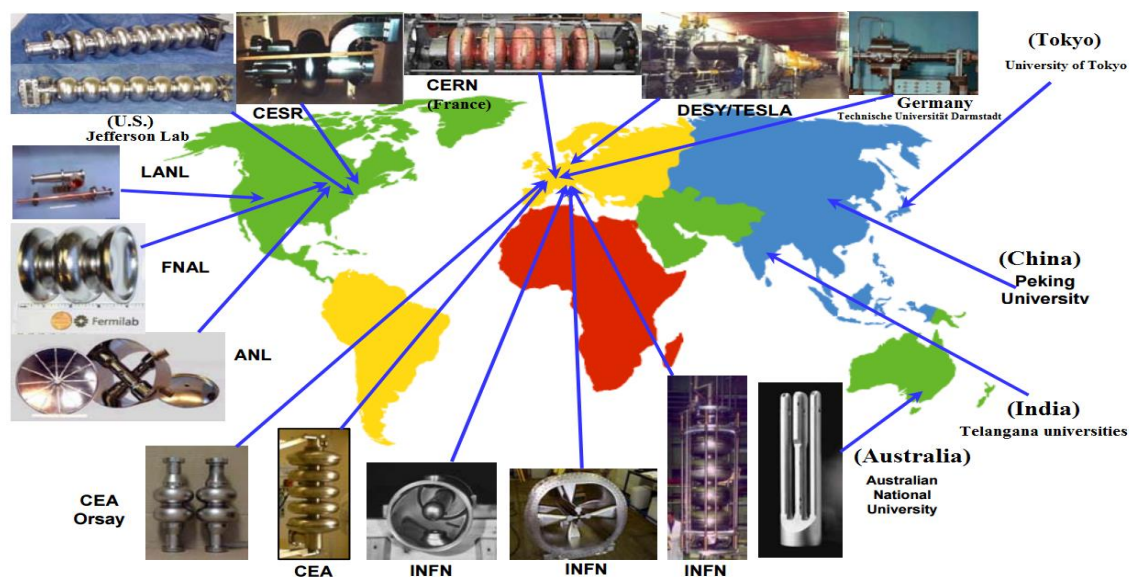 (Tokyo)
University of Tokyo
CERN
(France)
CESR
DESY/TESLA
Germany
Technische Universität Darmstadt
(U.S.)
Jefferson Lab
LANL
FNAL
Fermilab
(China)
Peking
Universitv
ANL
(India)
Telangana universities
(Australia)
Australian
National
University
CEA
Orsay
CEA
INFN
INFN
INFN